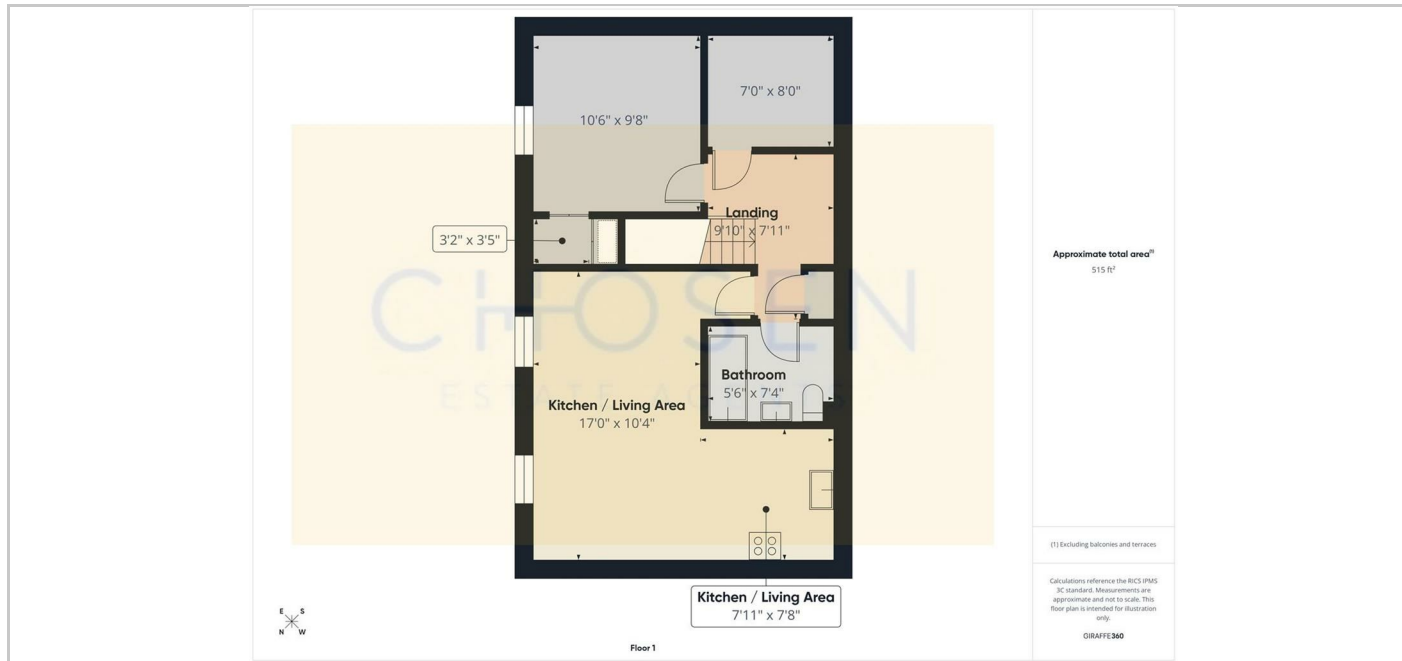 10'6" x 9'8"
7'0" x 8'0"
Landing
9'10" x 7'11"
3'2" x 3'5"
CHOSEN
ESTATE AGENTS
Bathroom
5'6" x 7'4"
Kitchen / Living Area
17'0" x 10'4"
Kitchen / Living Area
7'11" x 7'8"
E S
N W
Floor 1
Approximate total area(1)
515 ft²
(1) Excluding balconies and terraces
Calculations reference the RICS IPMS
3C standard. Measurements are
approximate and not to scale. This
floor plan is intended for illustration
only.
GIRAFFE360